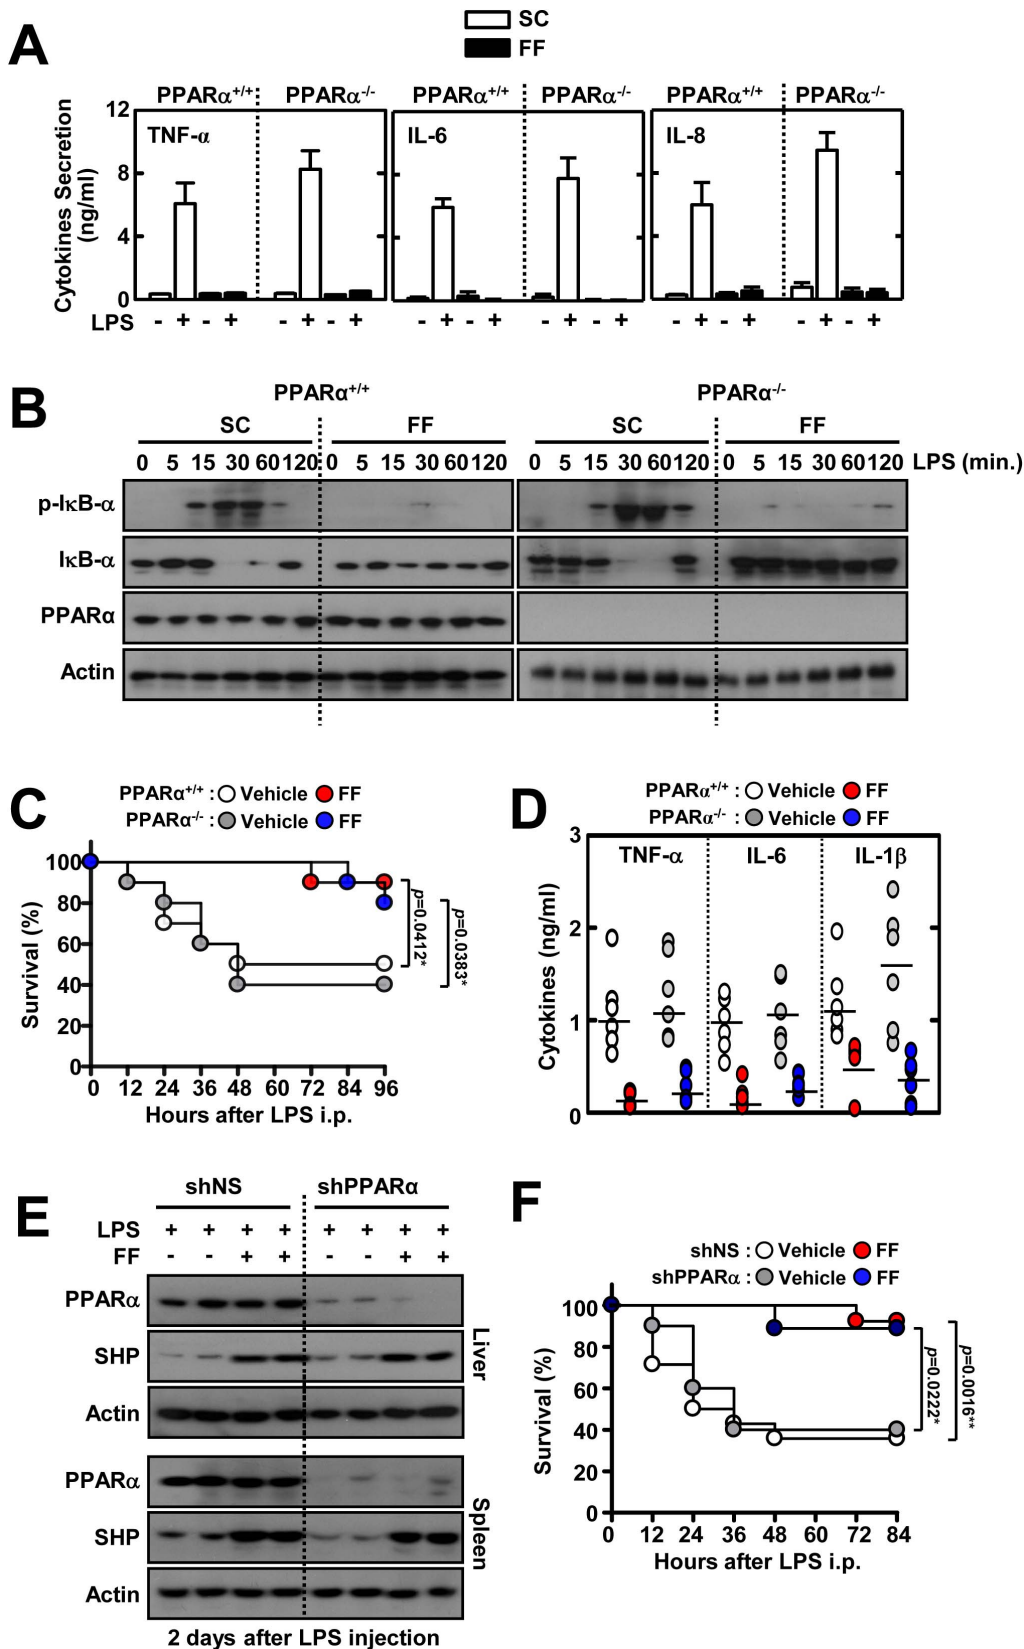 A
SC
FF
PPARα+/+ PPARα-/- PPARα+/+ PPARα-/- PPARα+/+ PPARα-/-
TNF-α IL-6 IL-8
Cytokines Secretion
(ng/ml)
12
8
4
0
LPS - + - + - + - + - + - + - + - + - + - + - + - +
B
PPARα+/+ PPARα-/-
SC FF SC FF
0 5 15 30 60 120 0 5 15 30 60 120 0 5 15 30 60 120 0 5 15 30 60 120 LPS (min.)
p-IκB-α
IκB-α
PPARα
Actin
C
PPARα+/+ : Vehicle FF
PPARα-/- : Vehicle FF
Survival (%)
100
80
60
40
20
0
p=0.0412*
p=0.0383*
0 12 24 36 48 72 84 96
Hours after LPS i.p.
D
PPARα+/+ : Vehicle FF
PPARα-/- : Vehicle FF
Cytokines (ng/ml)
3
2
1
0
TNF-α IL-6 IL-1β
E
shNS shPPARα
LPS + + + + + + + +
FF - - + + - - + +
PPARα
SHP
Actin
Liver
PPARα
SHP
Actin
Spleen
2 days after LPS injection
F
shNS : Vehicle FF
shPPARα : Vehicle FF
Survival (%)
100
80
60
40
20
0
p=0.0222*
p=0.0016**
0 12 24 36 48 60 72 84
Hours after LPS i.p.